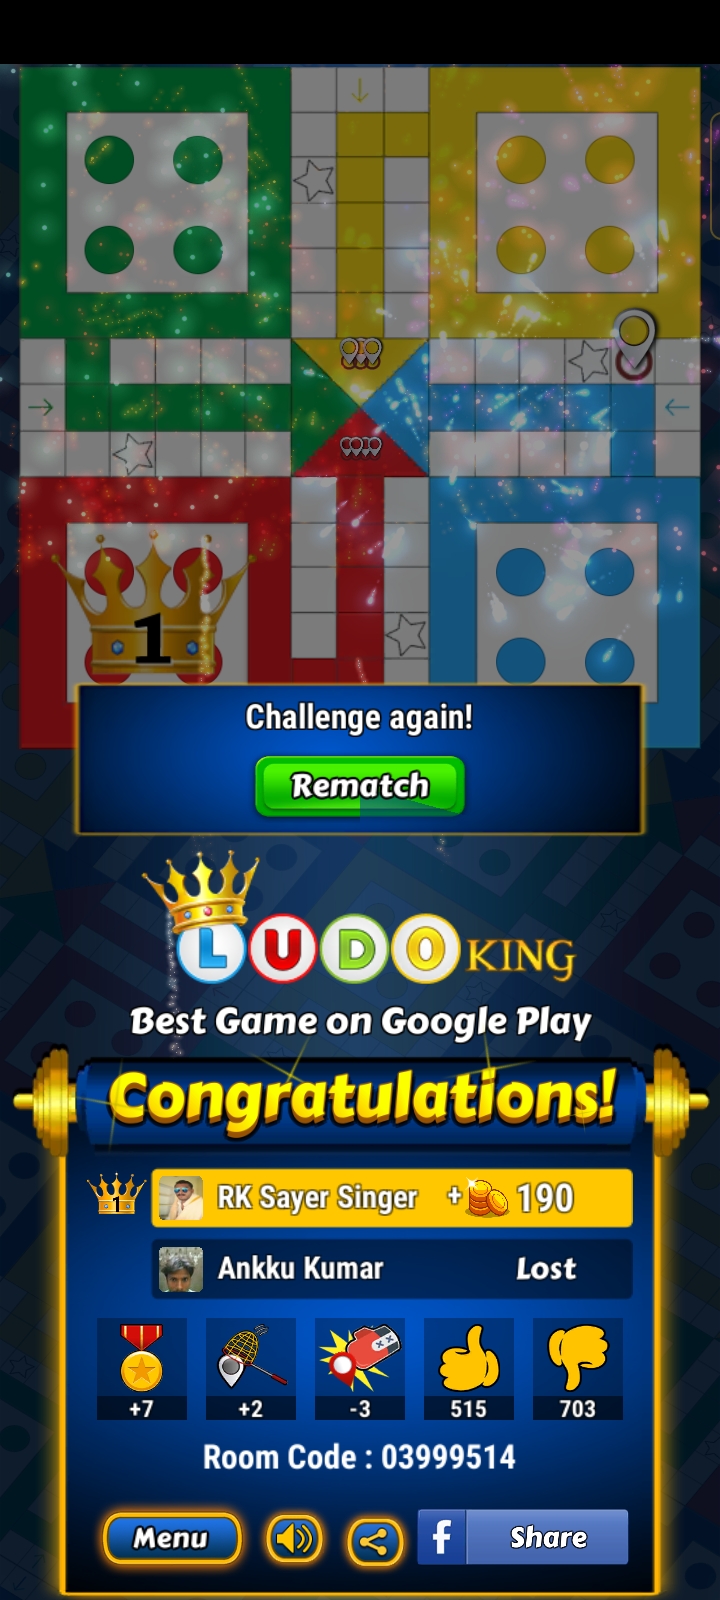 1
Challenge again!
Rematch
LUDO KING
Best Game on Google Play
Congratulations!
1 RK Sayer Singer + 190
Ankku Kumar Lost
+7 +2 -3 515 703
Room Code : 03999514
Menu f Share